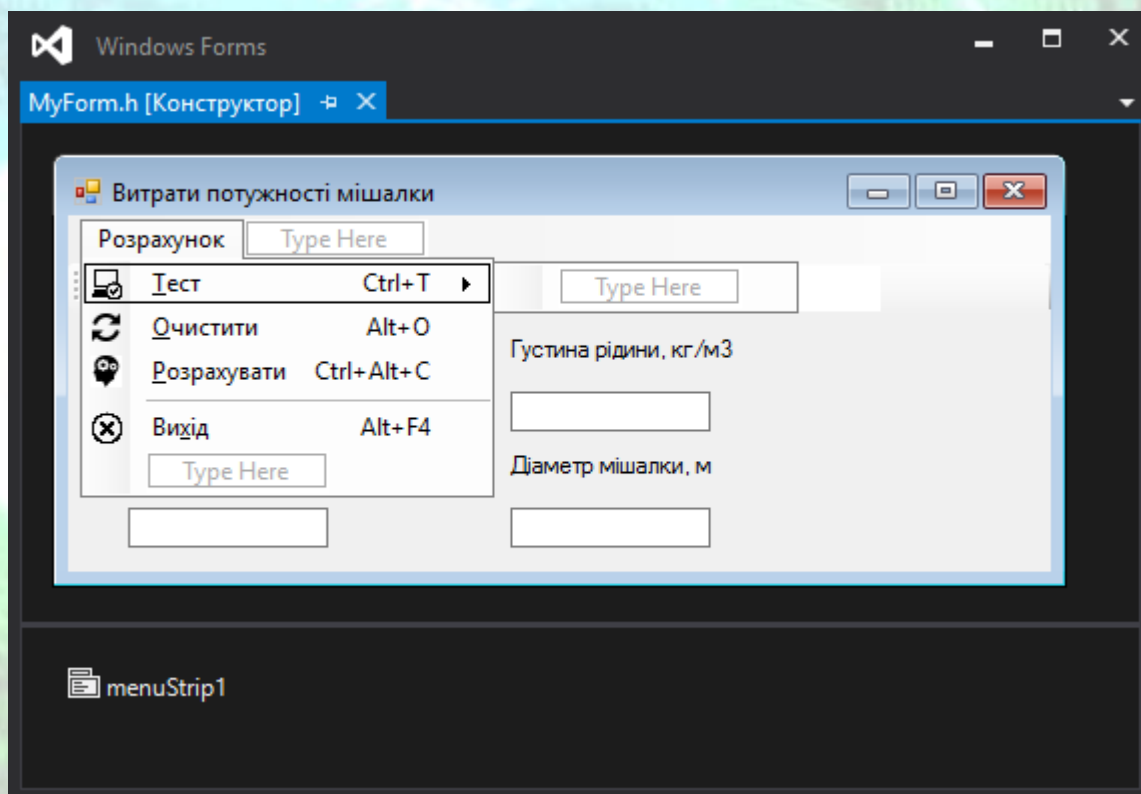 Windows Forms
MyForm.h [Конструктор]
Витрати потужності мішалки
Розрахунок Type Here
Тест Ctrl+T Type Here
Очистити Alt+O
Густина рідини, кг/м3
Розрахувати Ctrl+Alt+C
Вихід Alt+F4
Діаметр мішалки, м
Type Here
menuStrip1